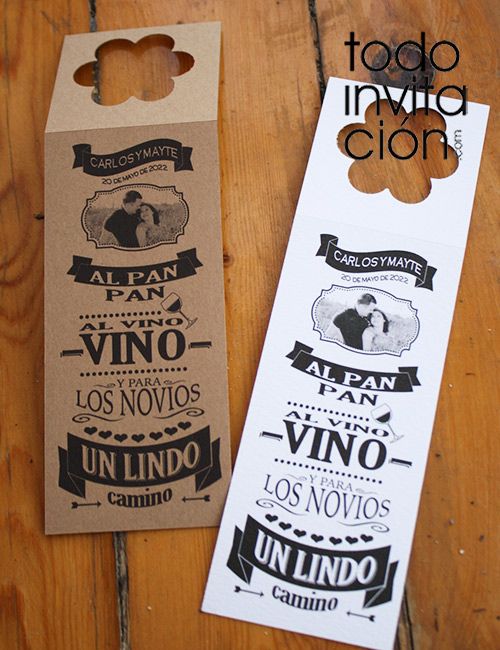 todo
invita
ción.com
CARLOS Y MAYTE
20 DE MAYO DE 2022
AL PAN
PAN
AL VINO
VINO
Y PARA
LOS NOVIOS
UN LINDO
camino
CARLOS Y MAYTE
20 DE MAYO DE 2022
AL PAN
PAN
AL VINO
VINO
Y PARA
LOS NOVIOS
UN LINDO
camino